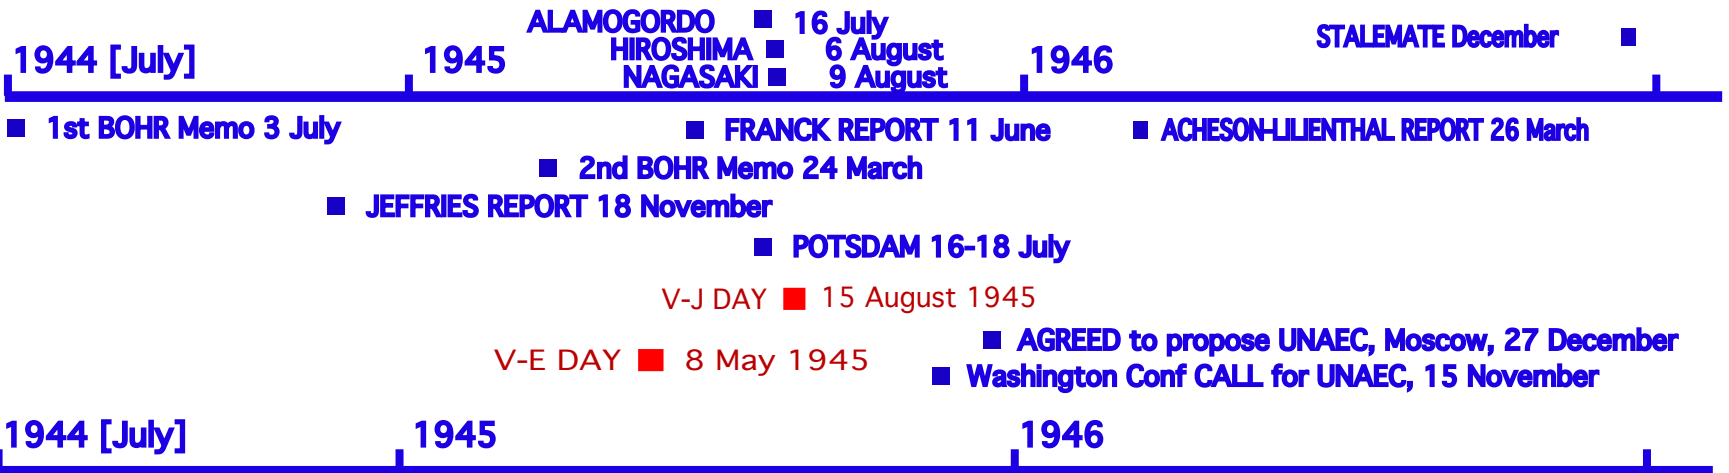 ALAMOGORDO 16 July
HIROSHIMA 6 August
STALEMATE December
1944 [July] 1945 1946
NAGASAKI 9 August
1st BOHR Memo 3 July
FRANCK REPORT 11 June
ACHESON-LILIENTHAL REPORT 26 March
2nd BOHR Memo 24 March
JEFFRIES REPORT 18 November
POTSDAM 16-18 July
V-J DAY 15 August 1945
AGREED to propose UNAEC, Moscow, 27 December
V-E DAY 8 May 1945
Washington Conf CALL for UNAEC, 15 November
1944 [July] 1945 1946